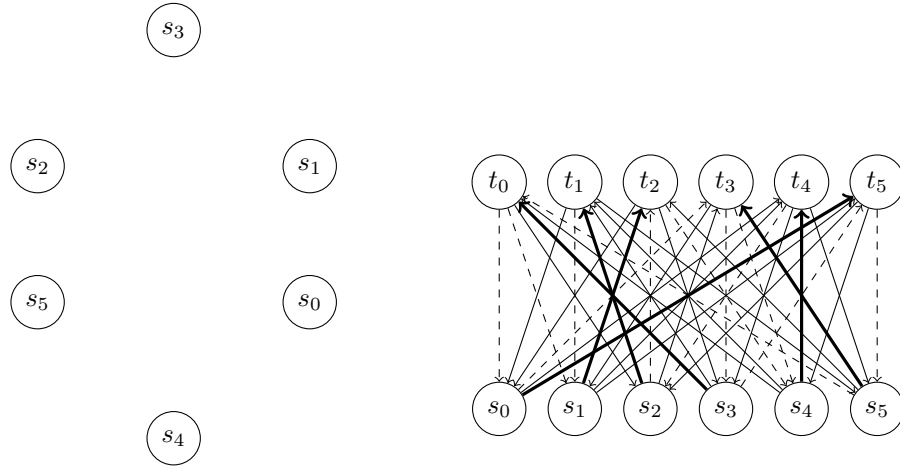 s₃
s₂ s₁
t₀ t₁ t₂ t₃ t₄ t₅
s₅ s₀
s₀ s₁ s₂ s₃ s₄ s₅
s₄